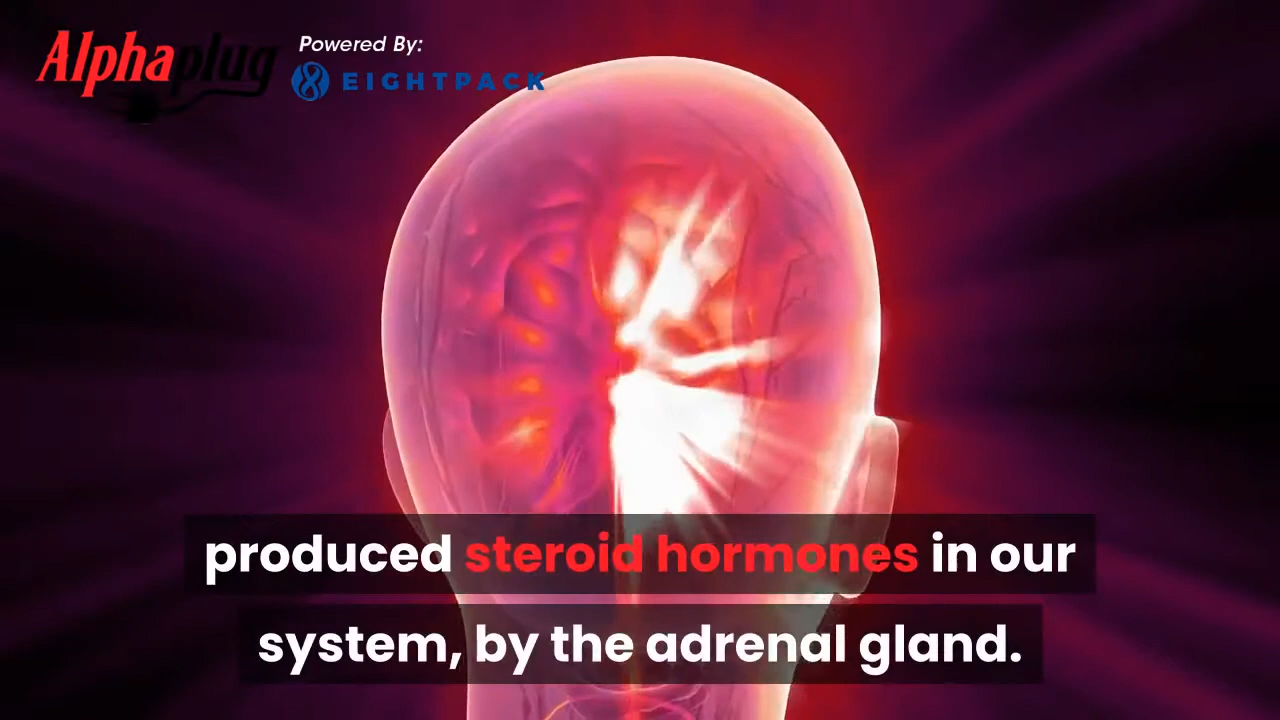 Alphaplug
Powered By:
EIGHTPACK
produced steroid hormones in our
system, by the adrenal gland.